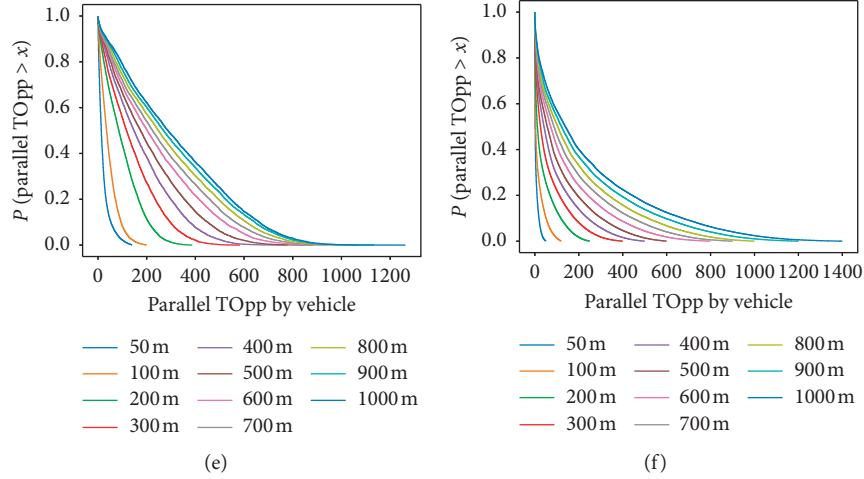 1.0
0.8
0.6
0.4
0.2
0.0
P (parallel TOpp > x)
0 200 400 600 800 1000 1200
Parallel TOpp by vehicle
50 m 400 m 800 m
100 m 500 m 900 m
200 m 600 m 1000 m
300 m 700 m
(e)
1.0
0.8
0.6
0.4
0.2
0.0
P (parallel TOpp > x)
0 200 400 600 800 1000 1200 1400
Parallel TOpp by vehicle
50 m 400 m 800 m
100 m 500 m 900 m
200 m 600 m 1000 m
300 m 700 m
(f)